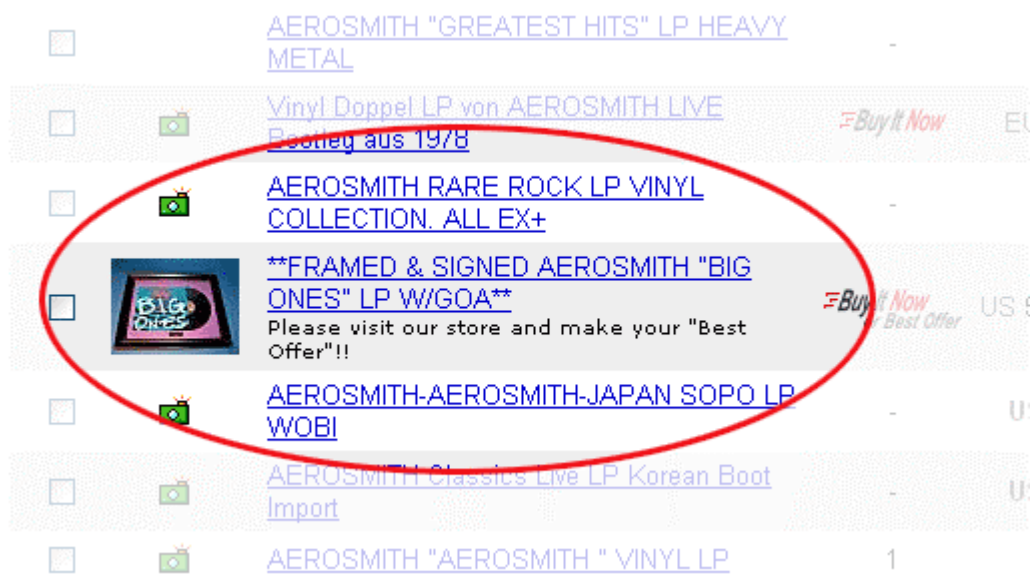 AEROSMITH "GREATEST HITS" LP HEAVY
METAL
-
Vinyl Doppel LP von AEROSMITH LIVE
Bootleg aus 1978
Buy It Now
AEROSMITH RARE ROCK LP VINYL
COLLECTION. ALL EX+
-
**FRAMED & SIGNED AEROSMITH "BIG
ONES" LP W/GOA**
Please visit our store and make your "Best
Offer"!!
BIG
ONES
Buy It Now
or Best Offer
US
AEROSMITH-AEROSMITH-JAPAN SOPO LP
WOBI
-
AEROSMITH Classics Live LP Korean Boot
Import
-
AEROSMITH "AEROSMITH " VINYL LP
1